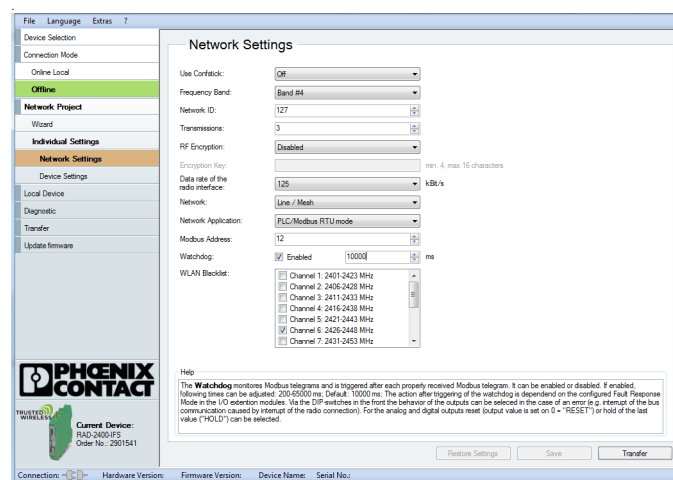 File Language Extras ?
Device Selection
Connection Mode
Online Local
Offline
Network Project
Wizard
Individual Settings
Network Settings
Device Settings
Local Device
Diagnostic
Transfer
Update firmware
PHŒNIX
CONTACT
TRUSTED
WIRELESS
Current Device:
RAD-2400-IFS
Order No.: 2901541
Network Settings
Use Confstick: Off
Frequency Band: Band #4
Network ID: 127
Transmissions: 3
RF Encryption: Disabled
Encryption Key: min. 4, max 16 characters
Data rate of the
radio interface: 125 kBit/s
Network: Line / Mesh
Network Application: PLC/Modbus RTU mode
Modbus Address: 12
Watchdog: Enabled 10000 ms
WLAN Blacklist:
Channel 1: 2401-2423 MHz
Channel 2: 2406-2428 MHz
Channel 3: 2411-2433 MHz
Channel 4: 2416-2438 MHz
Channel 5: 2421-2443 MHz
Channel 6: 2426-2448 MHz
Channel 7: 2431-2453 MHz
Help
The Watchdog monitores Modbus telegrams and is triggered after each properly received Modbus telegram. It can be enabled or disabled. If enabled,
following times can be adjusted: 200-65000 ms; Default: 10000 ms; The action after triggering of the watchdog is dependend on the configured Fault Response
Mode in the I/O extention modules. Via the DIP-switches in the front the behavior of the outputs can be selected in the case of an error (e.g. interrupt of the bus
communication caused by interrupt of the radio connection). For the analog and digital outputs reset (output value is set on 0 = "RESET") or hold of the last
value ("HOLD") can be selected.
Restore Settings Save Transfer
Connection: Hardware Version: Firmware Version: Device Name: Serial No.: